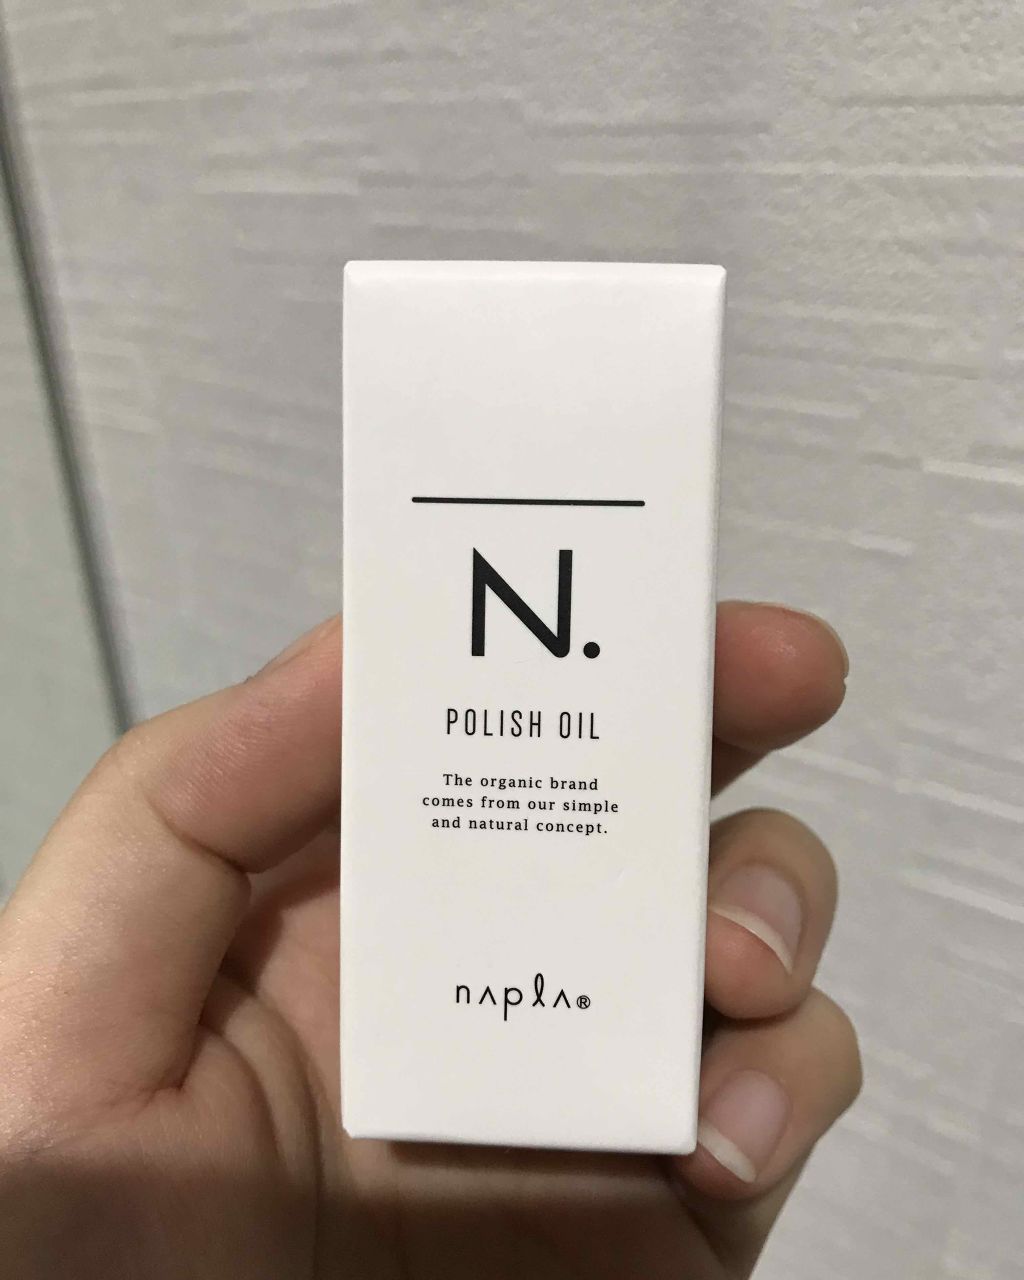 N.
POLISH OIL
The organic brand
comes from our simple
and natural concept.
napla®